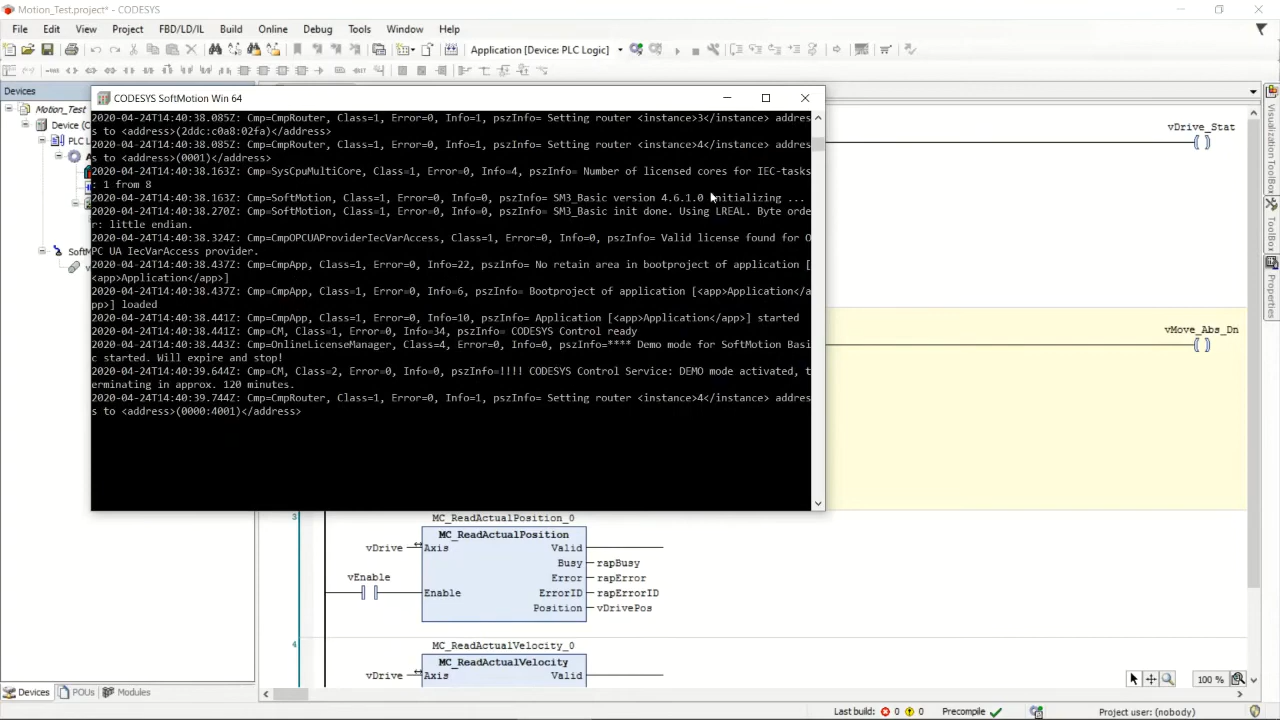 Motion_Test.project* - CODESYS
File Edit View Project FBD/LD/IL Build Online Debug Tools Window Help
Application [Device: PLC Logic]
Devices
Motion_Test
Device (C
PLC L
A
SoftM
v
CODESYS SoftMotion Win 64
2020-04-24T14:40:38.085Z: Cmp=CmpRouter, Class=1, Error=0, Info=1, pszInfo= Setting router <instance>3</instance> addres
s to <address>(2ddc:c0a8:02fa)</address>
2020-04-24T14:40:38.085Z: Cmp=CmpRouter, Class=1, Error=0, Info=1, pszInfo= Setting router <instance>4</instance> addres
s to <address>(0001)</address>
2020-04-24T14:40:38.163Z: Cmp=SysCpuMultiCore, Class=1, Error=0, Info=4, pszInfo= Number of licensed cores for IEC-tasks
: 1 from 8
2020-04-24T14:40:38.163Z: Cmp=SoftMotion, Class=1, Error=0, Info=0, pszInfo= SM3_Basic version 4.6.1.0 initializing ...
2020-04-24T14:40:38.270Z: Cmp=SoftMotion, Class=1, Error=0, Info=0, pszInfo= SM3_Basic init done. Using LREAL. Byte orde
r: little endian.
2020-04-24T14:40:38.324Z: Cmp=CmpOPCUAProviderIecVarAccess, Class=1, Error=0, Info=0, pszInfo= Valid license found for O
PC UA IecVarAccess provider.
2020-04-24T14:40:38.437Z: Cmp=CmpApp, Class=1, Error=0, Info=22, pszInfo= No retain area in bootproject of application [
<app>Application</app>]
2020-04-24T14:40:38.437Z: Cmp=CmpApp, Class=1, Error=0, Info=6, pszInfo= Bootproject of application [<app>Application</a
pp>] loaded
2020-04-24T14:40:38.441Z: Cmp=CmpApp, Class=1, Error=0, Info=10, pszInfo= Application [<app>Application</app>] started
2020-04-24T14:40:38.441Z: Cmp=CM, Class=1, Error=0, Info=34, pszInfo= CODESYS Control ready
2020-04-24T14:40:38.443Z: Cmp=OnlineLicenseManager, Class=4, Error=0, Info=0, pszInfo=**** Demo mode for SoftMotion Basi
c started. Will expire and stop!
2020-04-24T14:40:39.644Z: Cmp=CM, Class=2, Error=0, Info=0, pszInfo=!!!! CODESYS Control Service: DEMO mode activated, t
erminating in approx. 120 minutes.
2020-04-24T14:40:39.744Z: Cmp=CmpRouter, Class=1, Error=0, Info=1, pszInfo= Setting router <instance>4</instance> addres
s to <address>(0000:4001)</address>
vDrive_Stat
vMove_Abs_Dn
Visualization ToolBox
ToolBox
Properties
3
MC_ReadActualPosition_0
MC_ReadActualPosition
vDrive Axis Valid
Busy rapBusy
vEnable Error rapError
Enable ErrorID rapErrorID
Position vDrivePos
4
MC_ReadActualVelocity_0
MC_ReadActualVelocity
vDrive Axis Valid
100 %
Devices POUs Modules
Last build: 0 0 Precompile Project user: (nobody)